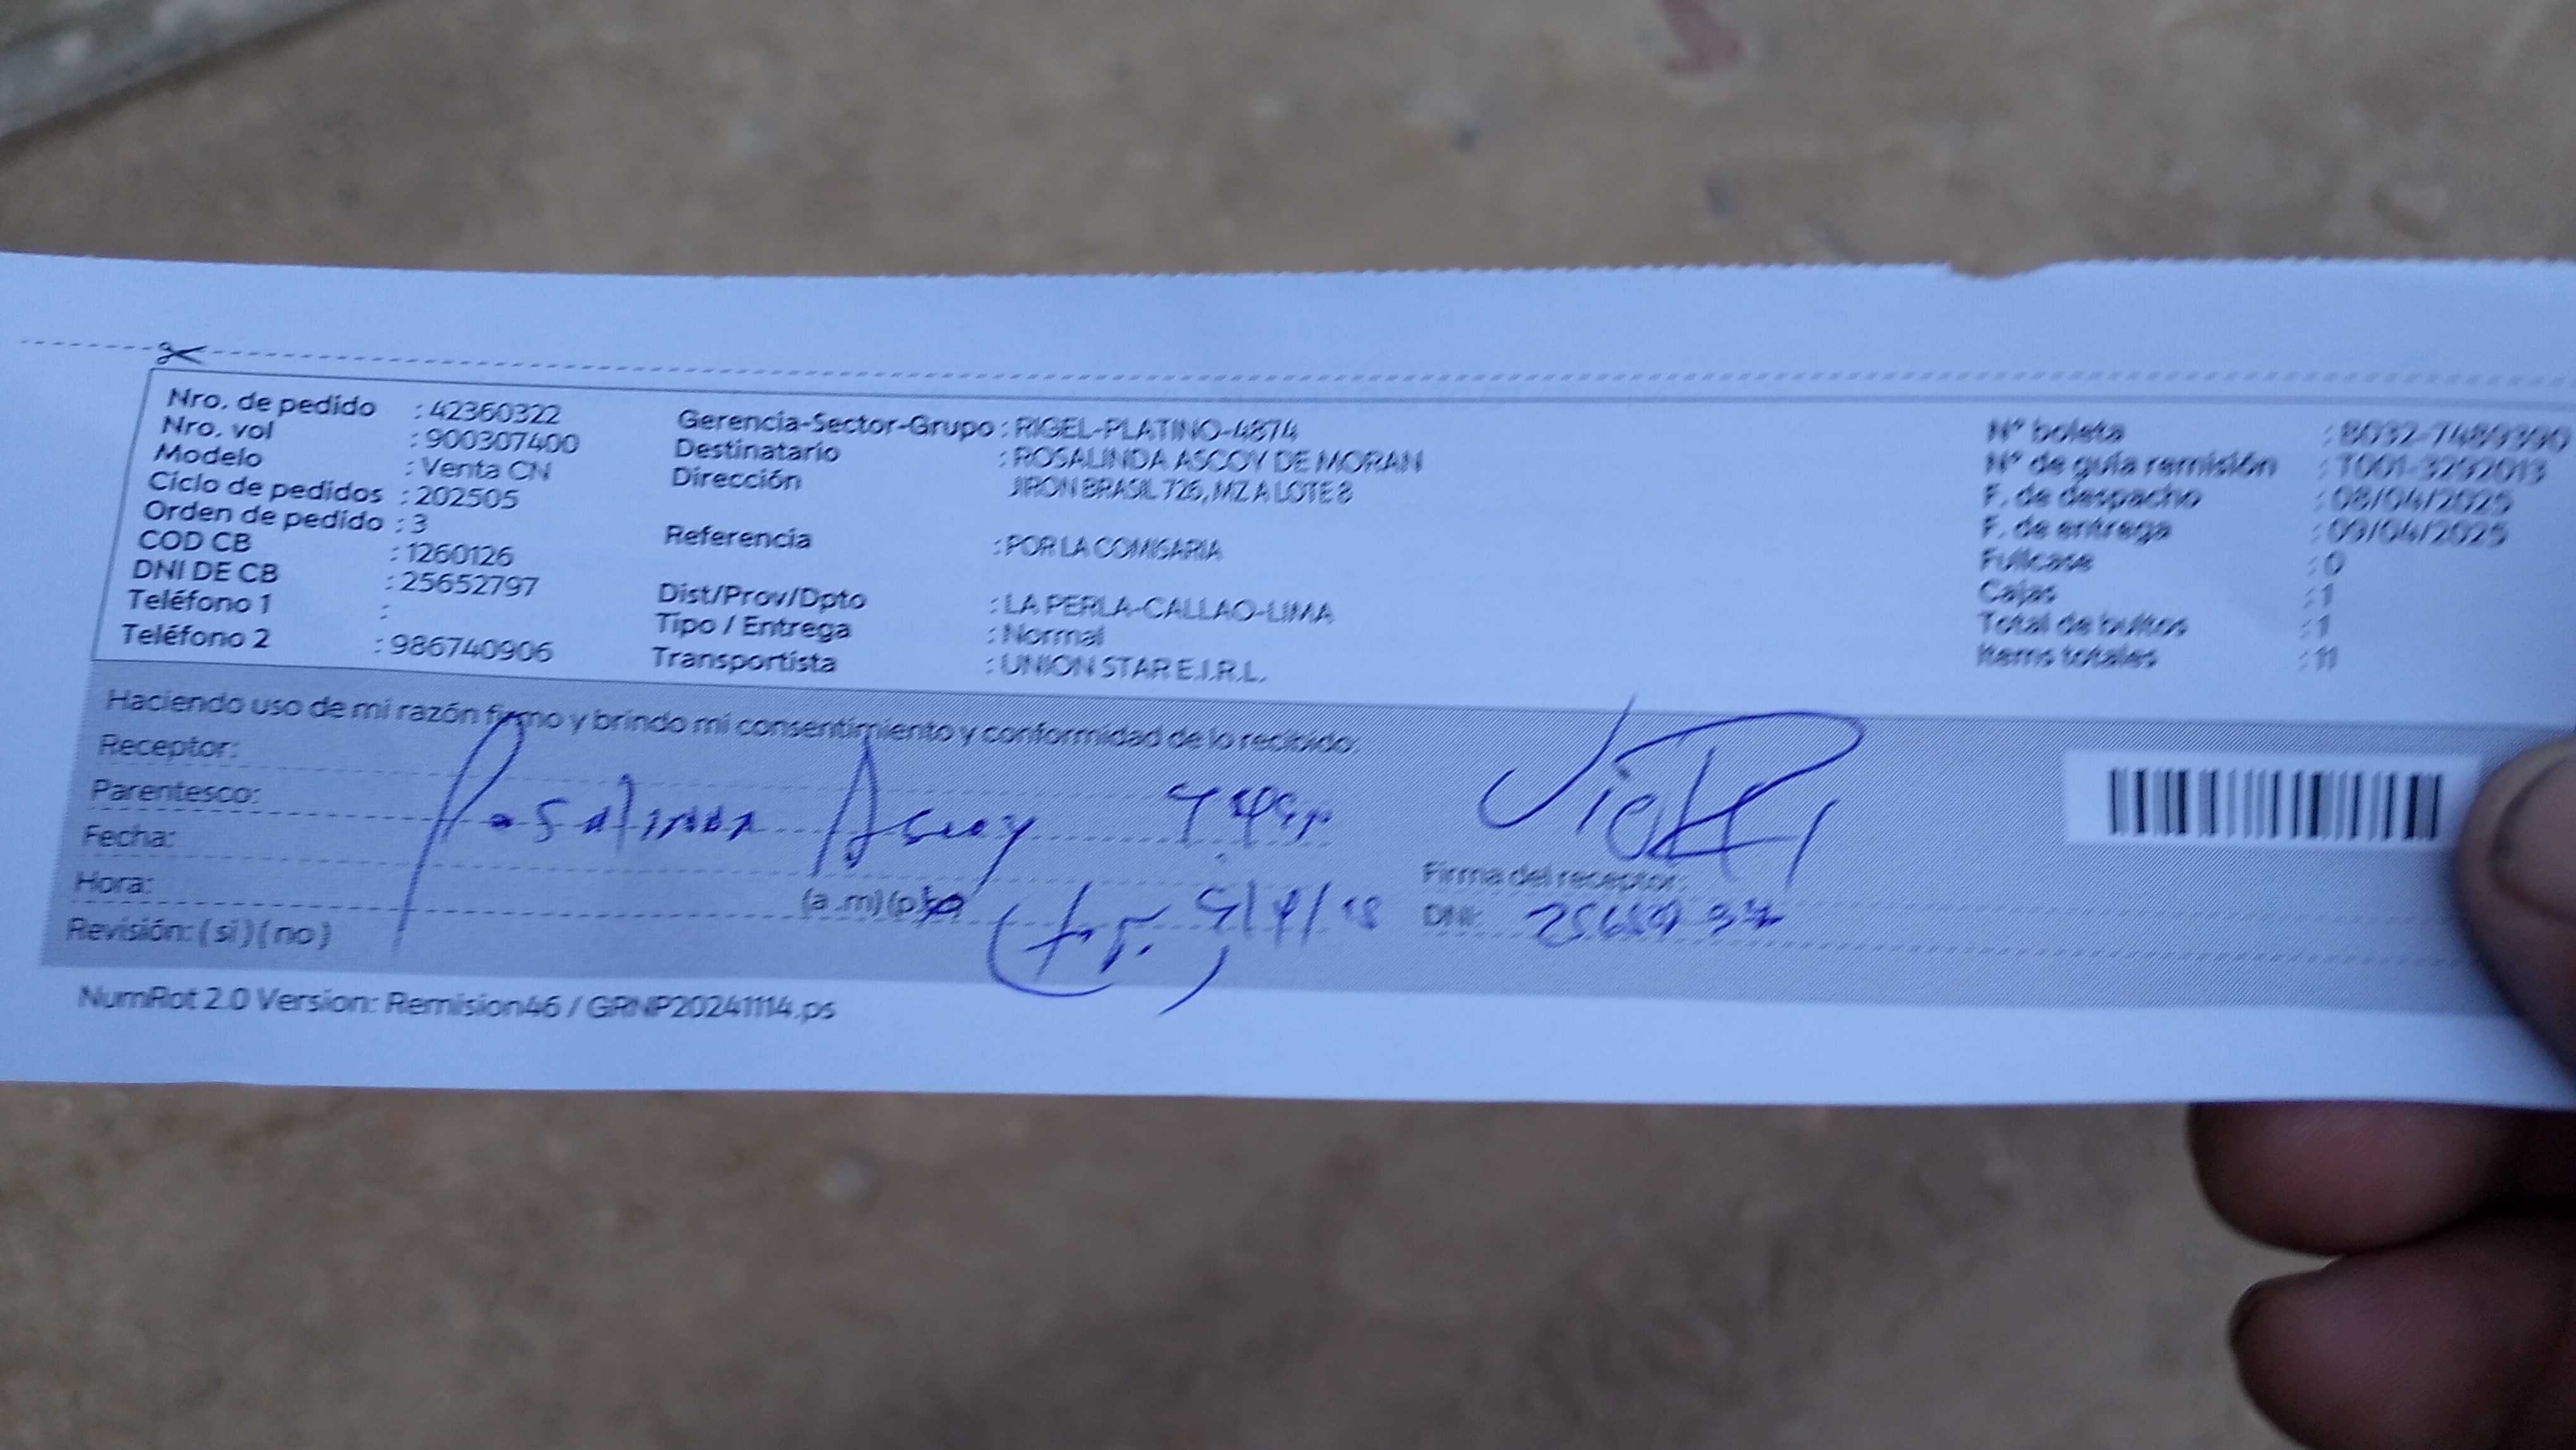 Nro. de pedido : 42360322
Nro. vol : 900307400
Modelo : Venta CN
Ciclo de pedidos : 202505
Orden de pedido : 3
COD CB : 1260126
DNI DE CB : 25652797
Teléfono 1 :
Teléfono 2 : 986740906
Gerencia-Sector-Grupo : RIGEL-PLATINO-4874
Destinatario : ROSALINDA ASCOY DE MORAN
Dirección JIRON BRASIL 726, MZ A LOTE 8
Referencia : POR LA COMISARIA
Dist/Prov/Dpto : LA PERLA-CALLAO-LIMA
Tipo / Entrega : Normal
Transportista : UNION STAR E.I.R.L.
Nº boleta : B032-7489390
Nº de guía remisión : T001-3292013
F. de despacho : 08/04/2025
F. de entrega : 09/04/2025
Fullcase : 0
Cajas : 1
Total de bultos : 1
Items totales : 11
Haciendo uso de mi razón firmo y brindo mi consentimiento y conformidad de lo recibido:
Receptor:
Parentesco:
Rosalinda Ascoy
Fecha:
Hora: (a .m)
Revisión: ( si ) ( no )
Firma del receptor:
DNI:
NumRot 2.0 Version: Remision46 / GRNP20241114.ps